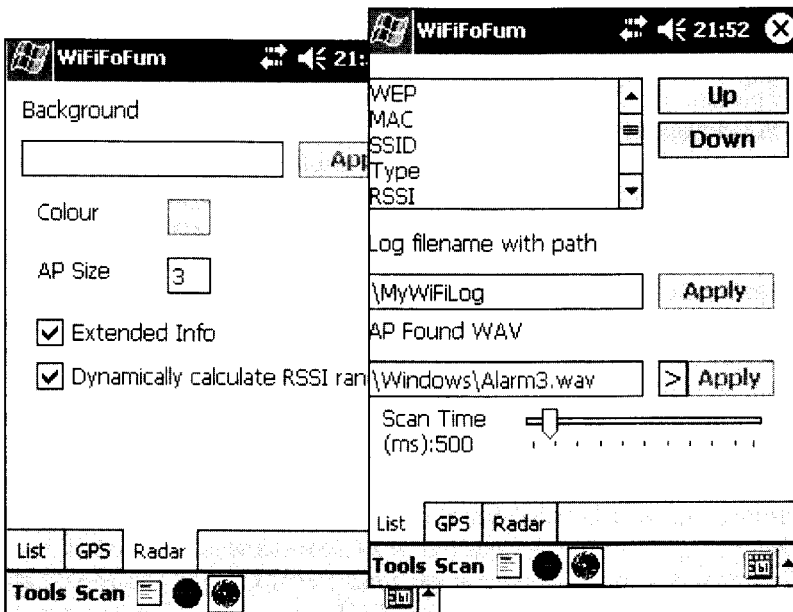 WiFiFoFum 21:
Background
App
Colour
AP Size 3
Extended Info
Dynamically calculate RSSI ran
List GPS Radar
Tools Scan
WiFiFoFum 21:52
WEP
MAC
SSID
Type
RSSI
Up
Down
Log filename with path
\MyWiFiLog Apply
AP Found WAV
\Windows\Alarm3.wav > Apply
Scan Time
(ms):500
List GPS Radar
Tools Scan